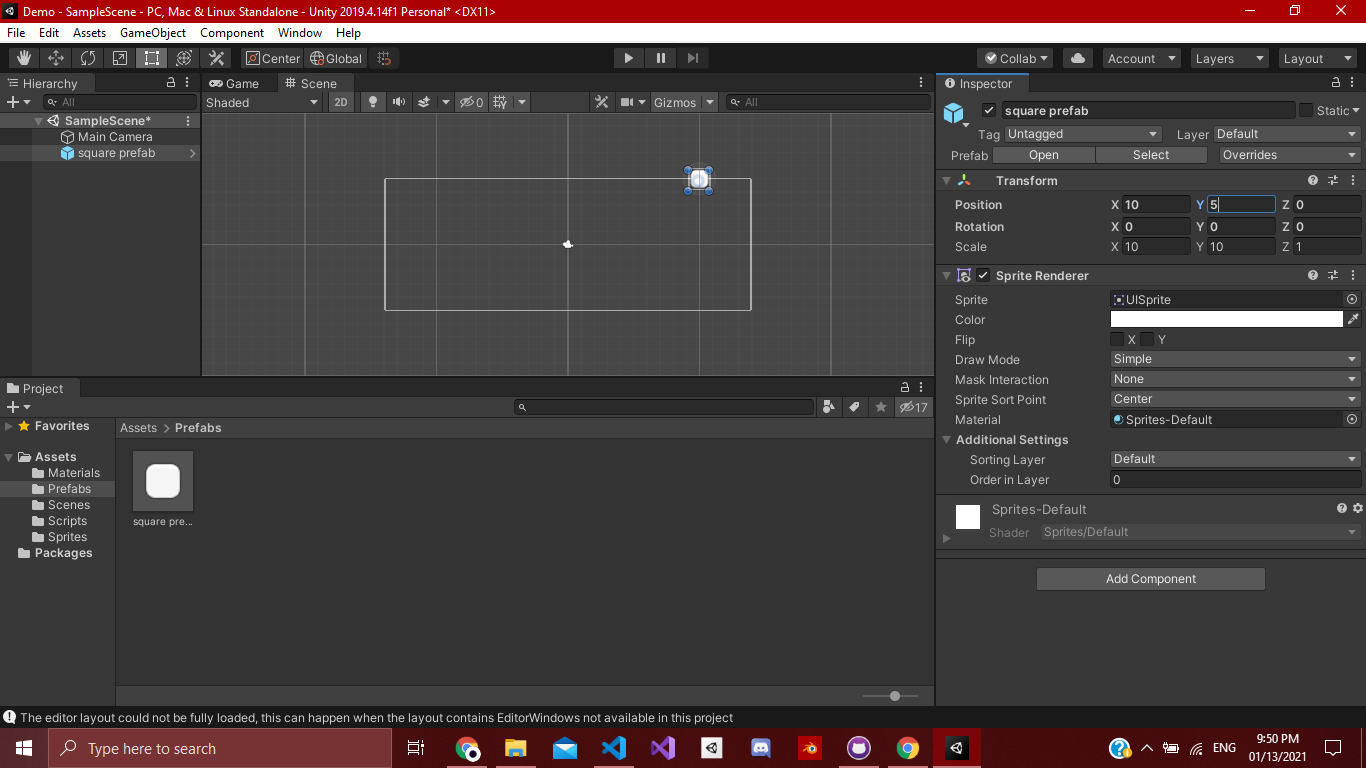 Demo - SampleScene - PC, Mac & Linux Standalone - Unity 2019.4.14f1 Personal* <DX11>
File Edit Assets GameObject Component Window Help
Center Global Collab Account Layers Layout
Hierarchy
All
SampleScene*
Main Camera
square prefab
Game Scene
Shaded 2D 0 Gizmos All
Inspector
square prefab Static
Tag Untagged Layer Default
Prefab Open Select Overrides
Transform
Position X 10 Y 5 Z 0
Rotation X 0 Y 0 Z 0
Scale X 10 Y 10 Z 1
Sprite Renderer
Sprite UISprite
Color
Flip X Y
Draw Mode Simple
Mask Interaction None
Sprite Sort Point Center
Material Sprites-Default
Additional Settings
Sorting Layer Default
Order in Layer 0
Sprites-Default
Shader Sprites/Default
Add Component
Project
17
Favorites
Assets
Materials
Prefabs
Scenes
Scripts
Sprites
Packages
Assets > Prefabs
square pre...
The editor layout could not be fully loaded, this can happen when the layout contains EditorWindows not available in this project
Type here to search
ENG
9:50 PM
01/13/2021